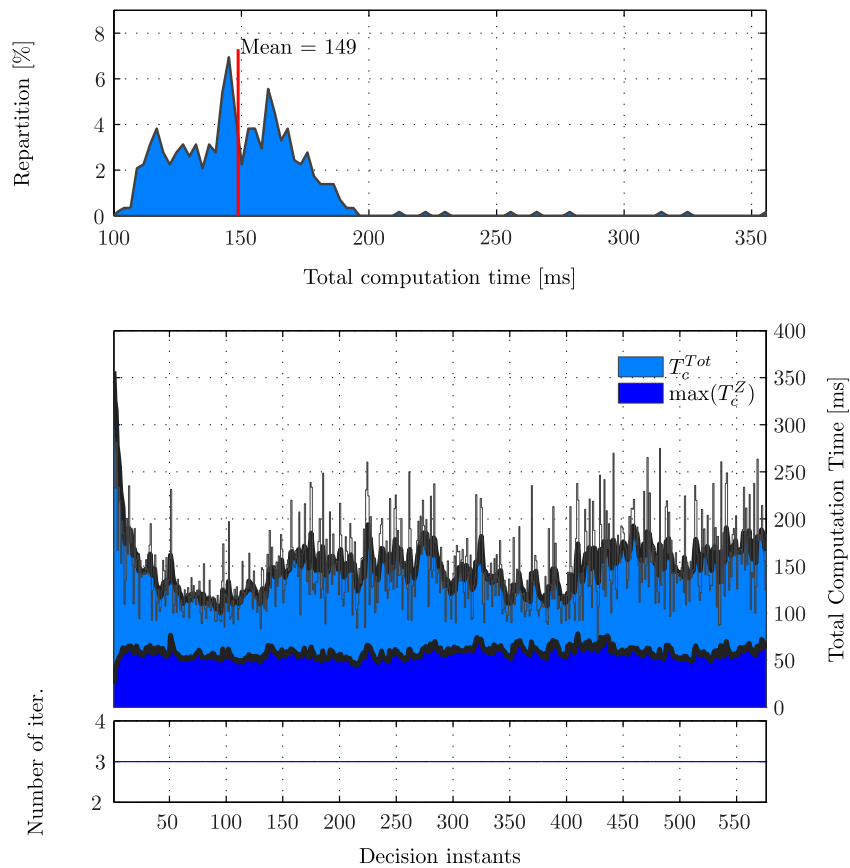 Repartition [%]
8
6
4
2
0
Mean = 149
100 150 200 250 300 350
Total computation time [ms]
400
350
300
250
200
150
100
50
0
Total Computation Time [ms]
T_c^{Tot}
max(T_c^Z)
Number of iter.
4
3
2
50 100 150 200 250 300 350 400 450 500 550
Decision instants